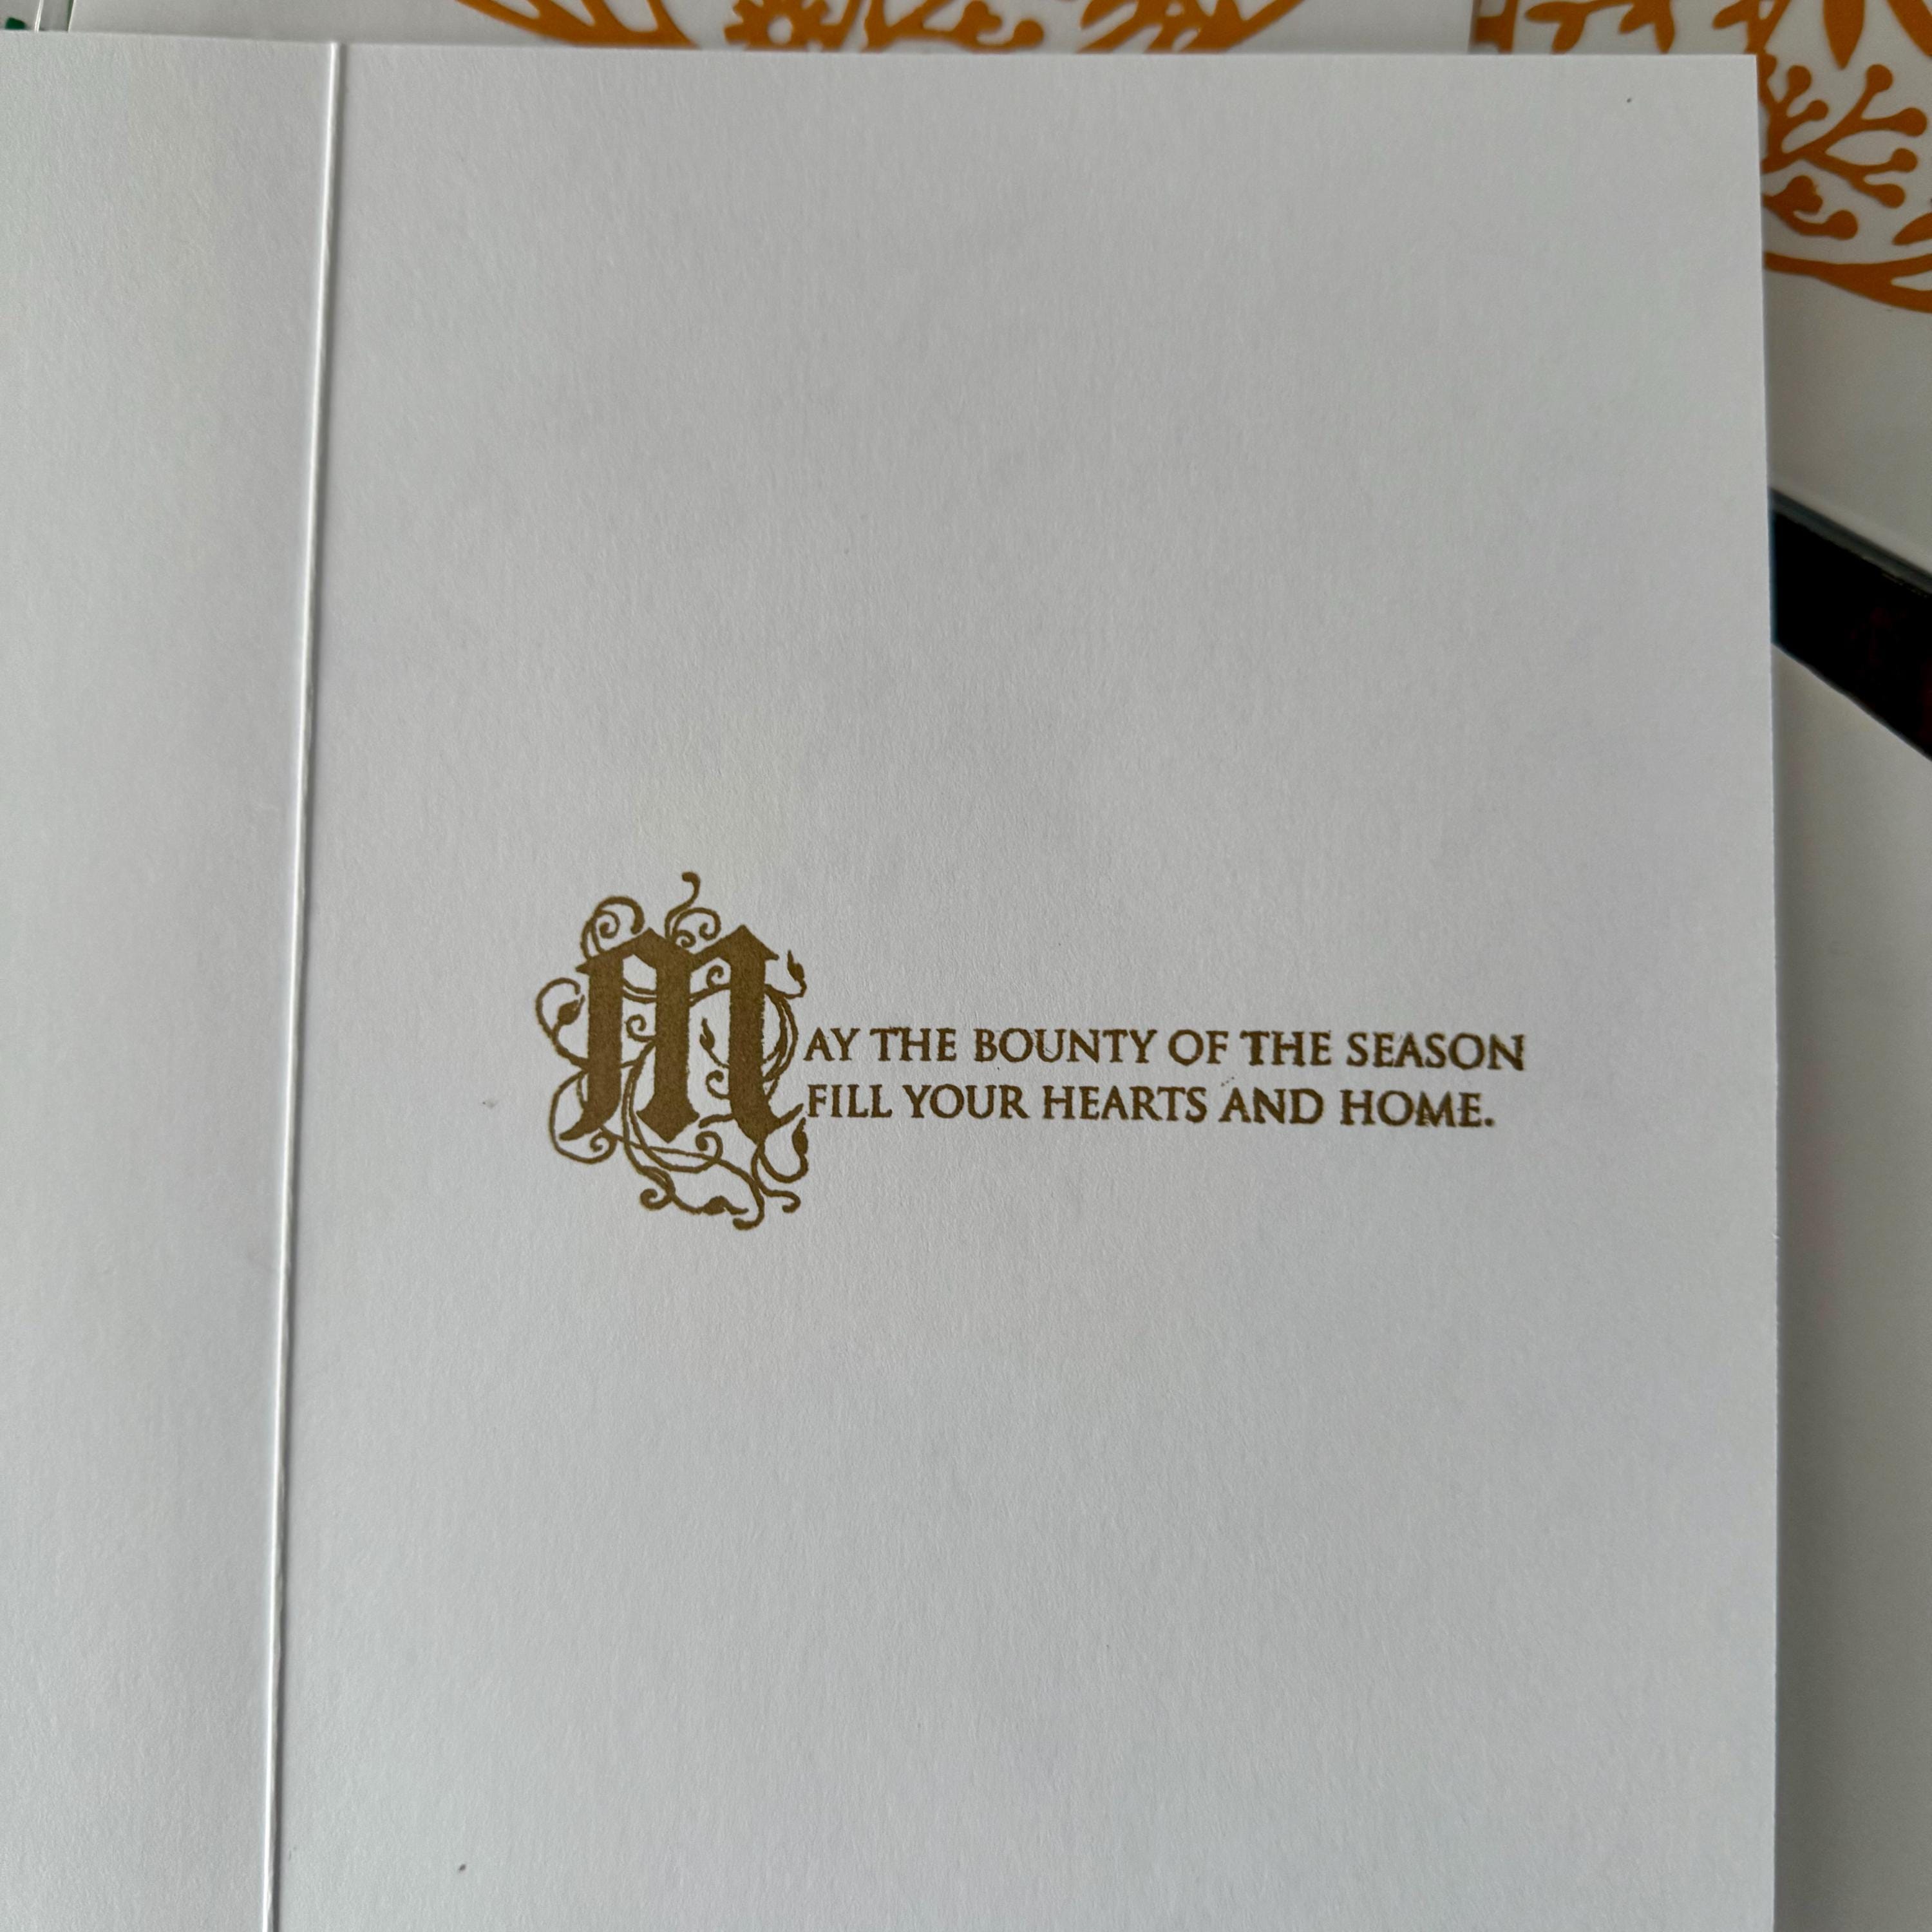 MAY THE BOUNTY OF THE SEASON
FILL YOUR HEARTS AND HOME.